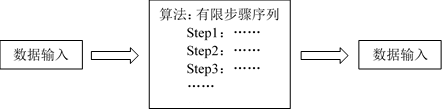 数据输入
算法：有限步骤序列
Step1：……
Step2：……
Step3：……
……
数据输入